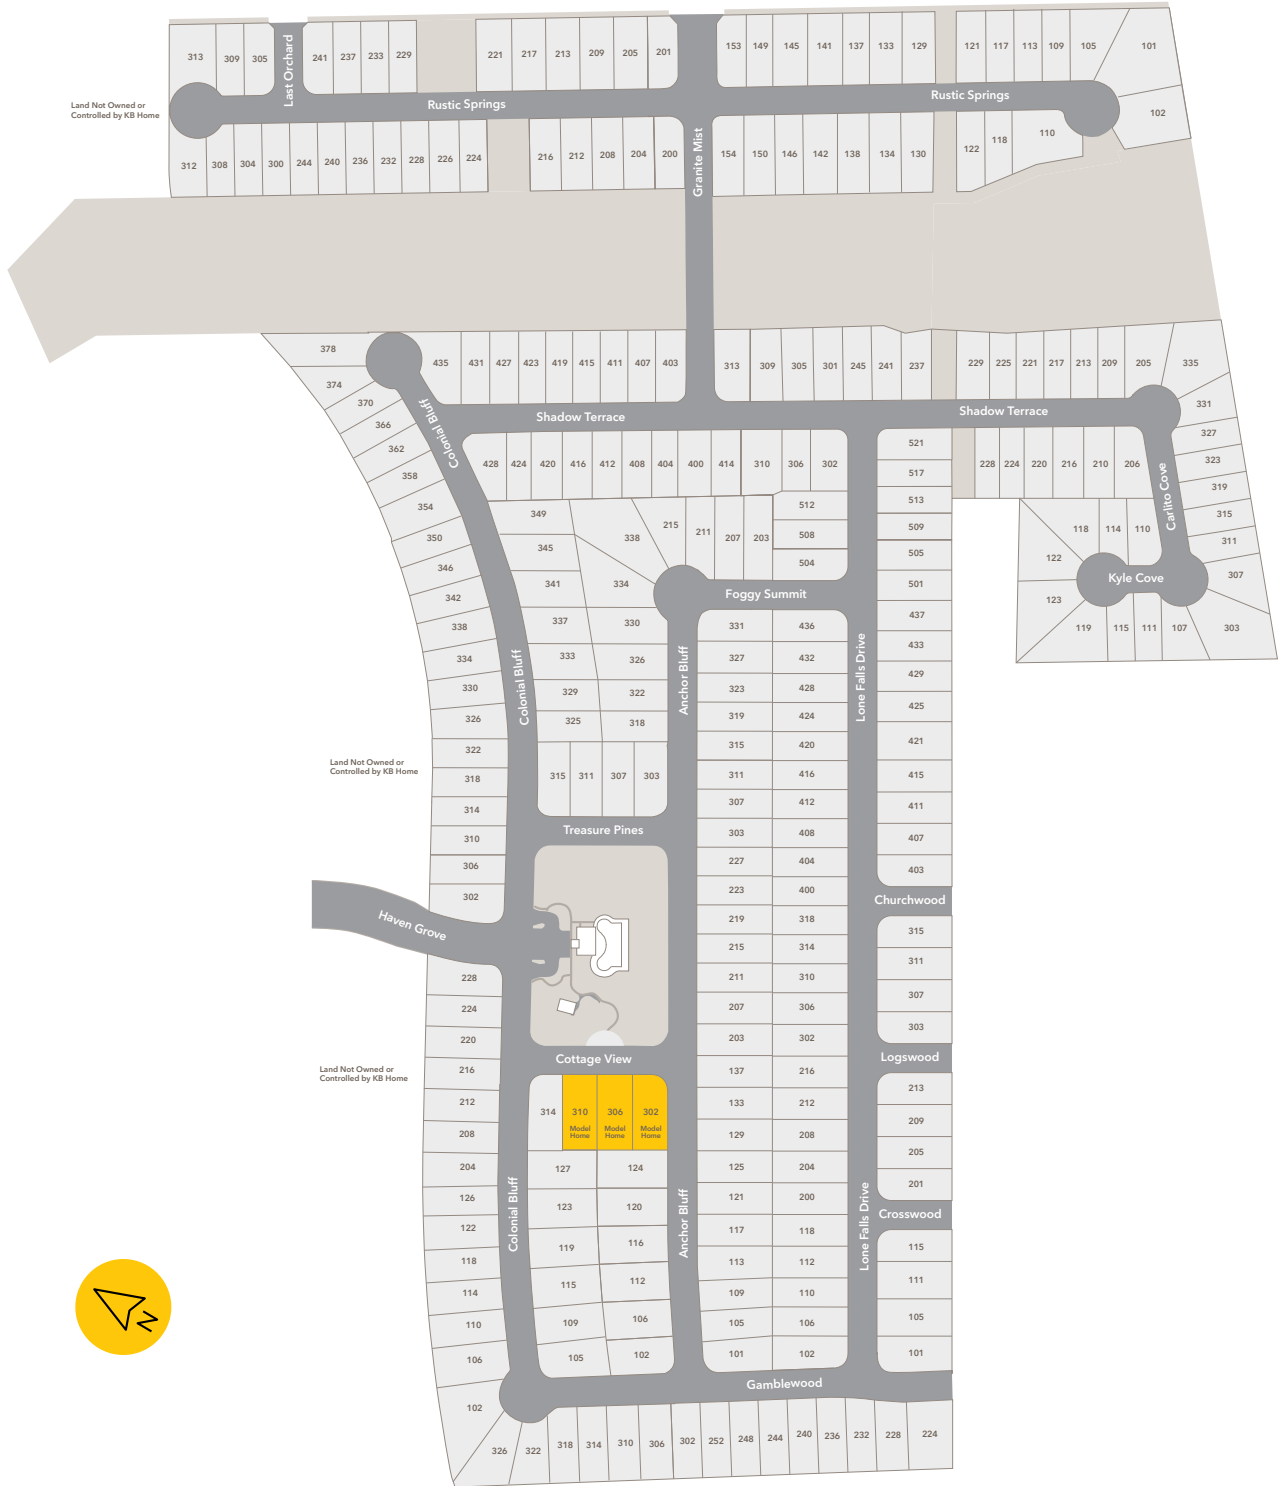 313 309 305
Last Orchard
241 237 233 229
221 217 213 209 205 201
153 149 145 141 137 133 129
121 117 113 109 105 101
Land Not Owned or
Controlled by KB Home
Rustic Springs
Rustic Springs
102
312 308 304 300 244 240 236 232 228 226 224
216 212 208 204 200
Granite Mist
154 150 146 142 138 134 130
122 118 110
378
374
370
366
362
358
354
350
346
342
338
334
330
326
322
318
314
310
306
302
Colonial Bluff
435 431 427 423 419 415 411 407 403
313 309 305 301 245 241 237
229 225 221 217 213 209 205 335
331
327
323
319
315
311
307
303
Shadow Terrace
Shadow Terrace
428 424 420 416 412 408 404 400 414 310 306 302
512
508
504
228 224 220 216 210 206
Carlito Cove
118 114 110
122
123
Kyle Cove
119 115 111 107
349
345
341
337
333
329
325
338
334
330
326
322
318
215 211 207 203
Foggy Summit
315 311 307 303
Colonial Bluff
Anchor Bluff
Lone Falls Drive
331
327
323
319
315
311
307
303
227
223
219
215
211
207
203
137
133
129
125
121
117
113
109
105
101
436
432
428
424
420
416
412
408
404
400
318
314
310
306
302
216
212
208
204
200
118
112
110
106
102
521
517
513
509
505
501
437
433
429
425
421
415
411
407
403
Churchwood
315
311
307
303
Logswood
213
209
205
201
Crosswood
115
111
105
101
Land Not Owned or
Controlled by KB Home
Treasure Pines
Haven Grove
228
224
220
216
212
208
204
126
122
118
114
110
106
102
Land Not Owned or
Controlled by KB Home
Cottage View
314 310 306 302
Model Home
Model Home
Model Home
127 124
123 120
119 116
115 112
109 106
105 102
Colonial Bluff
Anchor Bluff
Lone Falls Drive
Gamblewood
326 322 318 314 310 306 302 252 248 244 240 236 232 228 224
N